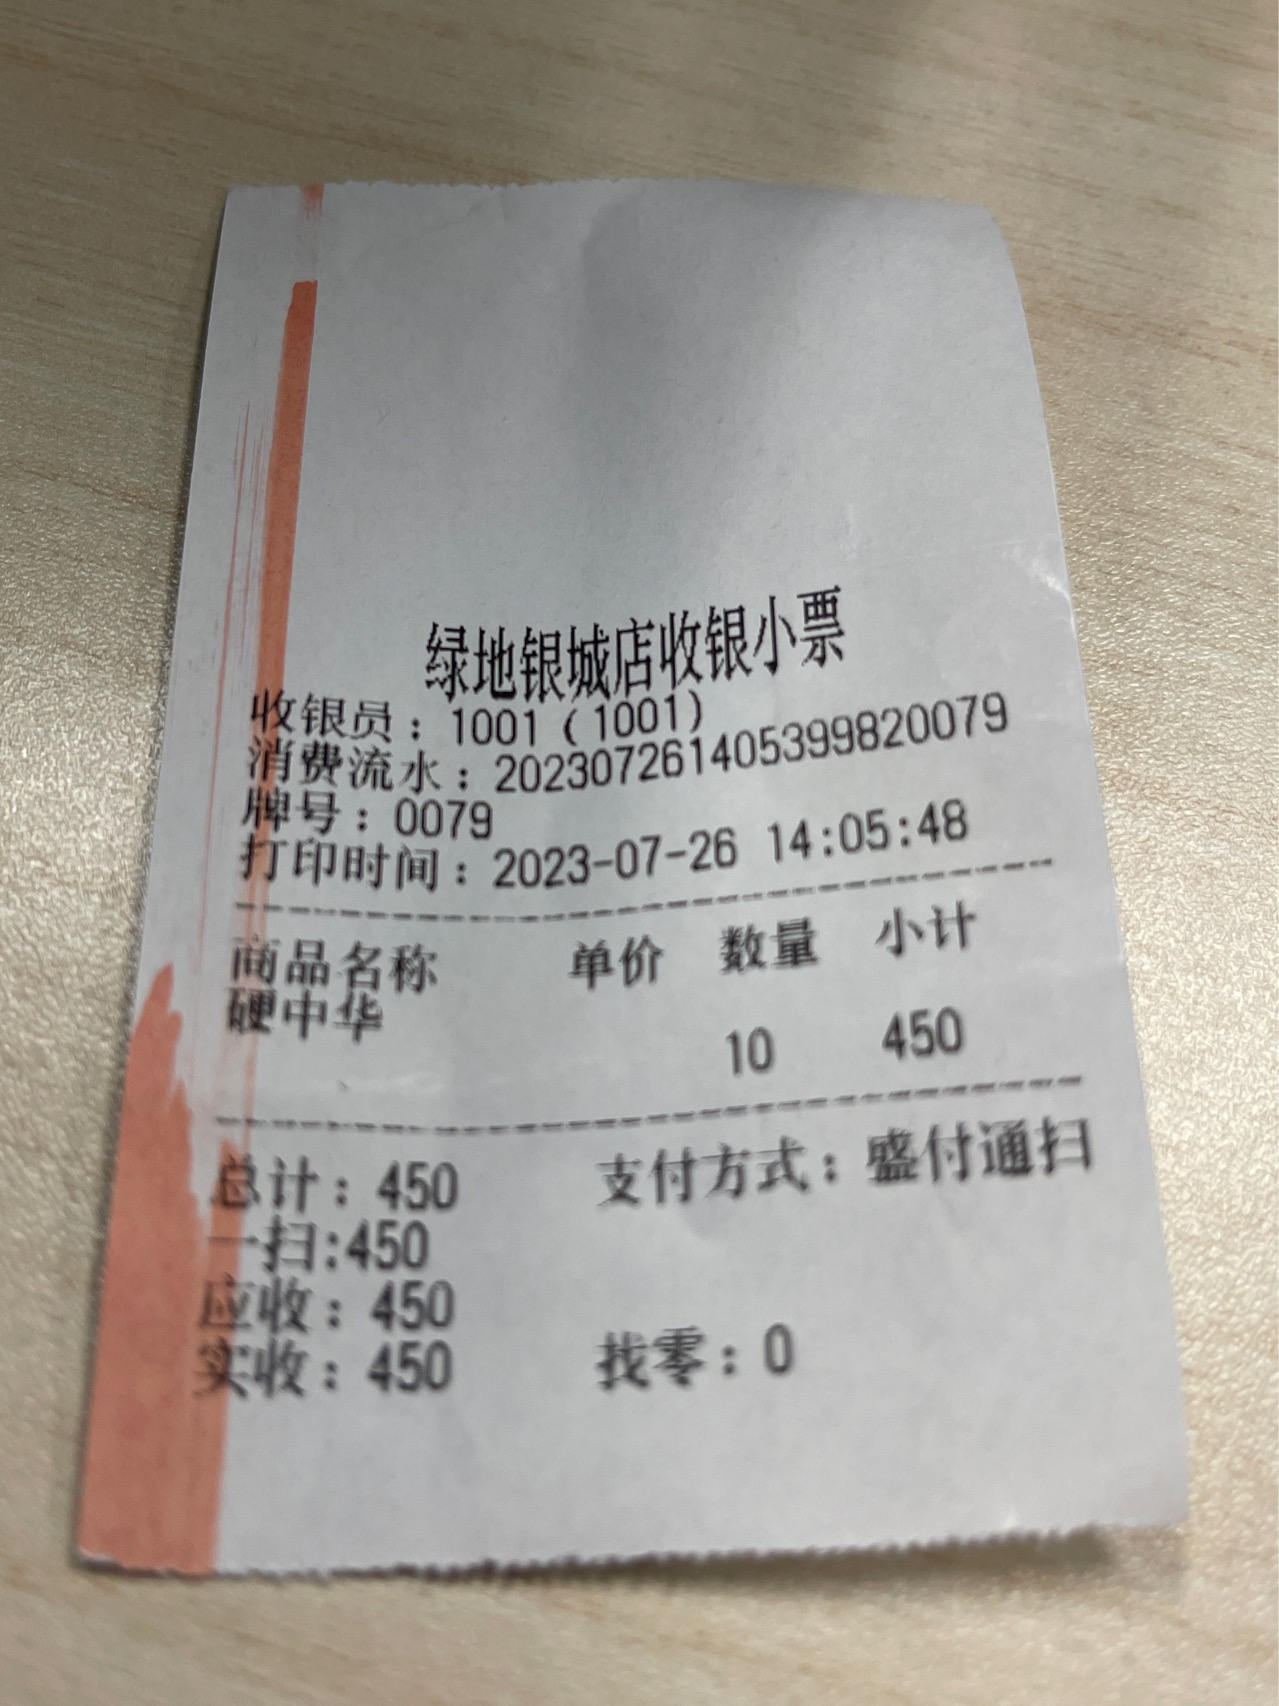 绿地银城店收银小票
收银员：1001（1001）
消费流水：20230726140539982​0079
牌号：0079
打印时间：2023-07-26 14:05:48
商品名称 单价 数量 小计
硬中华
10 450
总计：450 支付方式：盛付通扫
一扫:450
应收：450
实收：450 找零：0